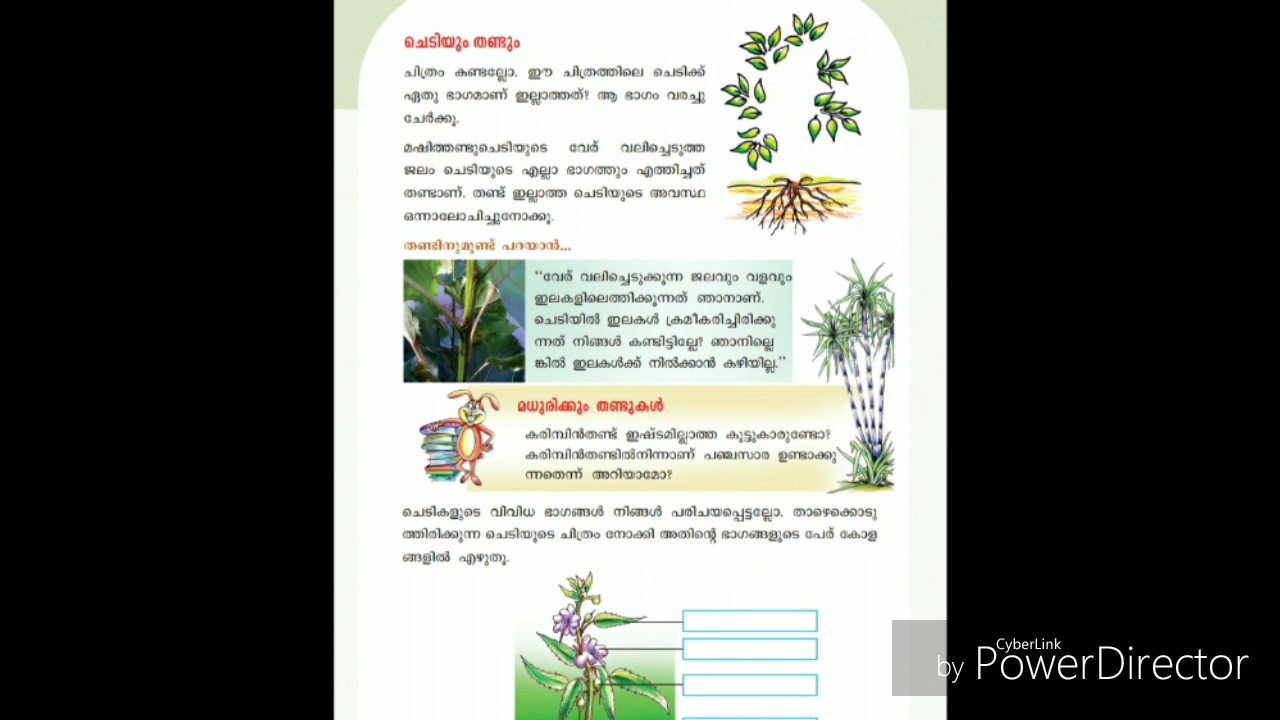 ചെടിയും തണ്ടും
ചിത്രം കണ്ടല്ലോ. ഈ ചിത്രത്തിലെ ചെടിക്ക്
ഏതു ഭാഗമാണ് ഇല്ലാത്തത്? ആ ഭാഗം വരച്ചു
ചേർക്കൂ.
മഷിത്തണ്ടുചെടിയുടെ വേര് വലിച്ചെടുത്ത
ജലം ചെടിയുടെ എല്ലാ ഭാഗത്തും എത്തിച്ചത്
തണ്ടാണ്. തണ്ട് ഇല്ലാത്ത ചെടിയുടെ അവസ്ഥ
ഒന്നാലോചിച്ചുനോക്കൂ.
തണ്ടിനുമുണ്ട് പറയാൻ...
“വേര് വലിച്ചെടുക്കുന്ന ജലവും വളവും
ഇലകളിലെത്തിക്കുന്നത് ഞാനാണ്.
ചെടിയിൽ ഇലകൾ ക്രമീകരിച്ചിരിക്കു
ന്നത് നിങ്ങൾ കണ്ടിട്ടില്ലേ? ഞാനില്ലെ
ങ്കിൽ ഇലകൾക്ക് നിൽക്കാൻ കഴിയില്ല.”
മധുരിക്കും തണ്ടുകൾ
കരിമ്പിൻതണ്ട് ഇഷ്ടമില്ലാത്ത കൂട്ടുകാരുണ്ടോ?
കരിമ്പിൻതണ്ടിൽനിന്നാണ് പഞ്ചസാര ഉണ്ടാക്കു
ന്നതെന്ന് അറിയാമോ?
ചെടികളുടെ വിവിധ ഭാഗങ്ങൾ നിങ്ങൾ പരിചയപ്പെട്ടല്ലോ. താഴെക്കൊടു
ത്തിരിക്കുന്ന ചെടിയുടെ ചിത്രം നോക്കി അതിന്റെ ഭാഗങ്ങളുടെ പേര് കോള
ങ്ങളിൽ എഴുതൂ.
CyberLink
by PowerDirector